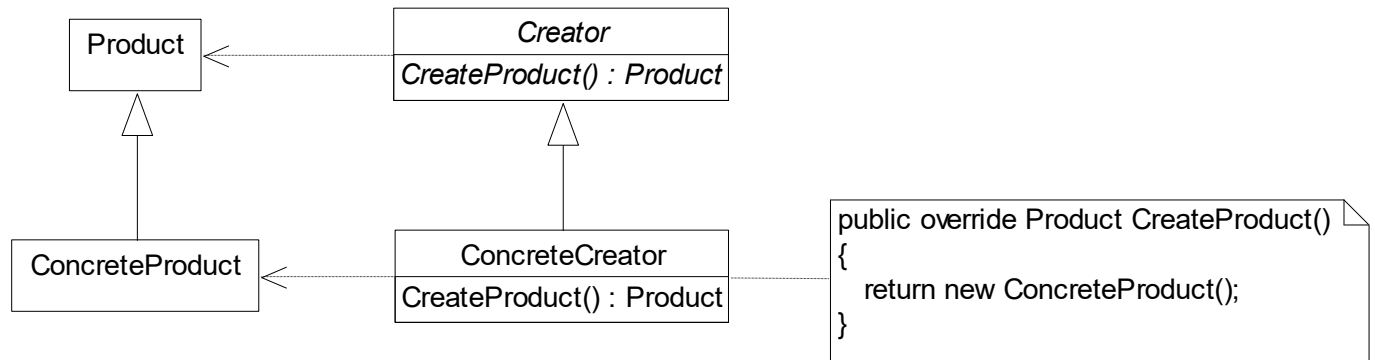 Product
Creator
CreateProduct() : Product
ConcreteProduct
ConcreteCreator
CreateProduct() : Product
public override Product CreateProduct()
{
return new ConcreteProduct();
}